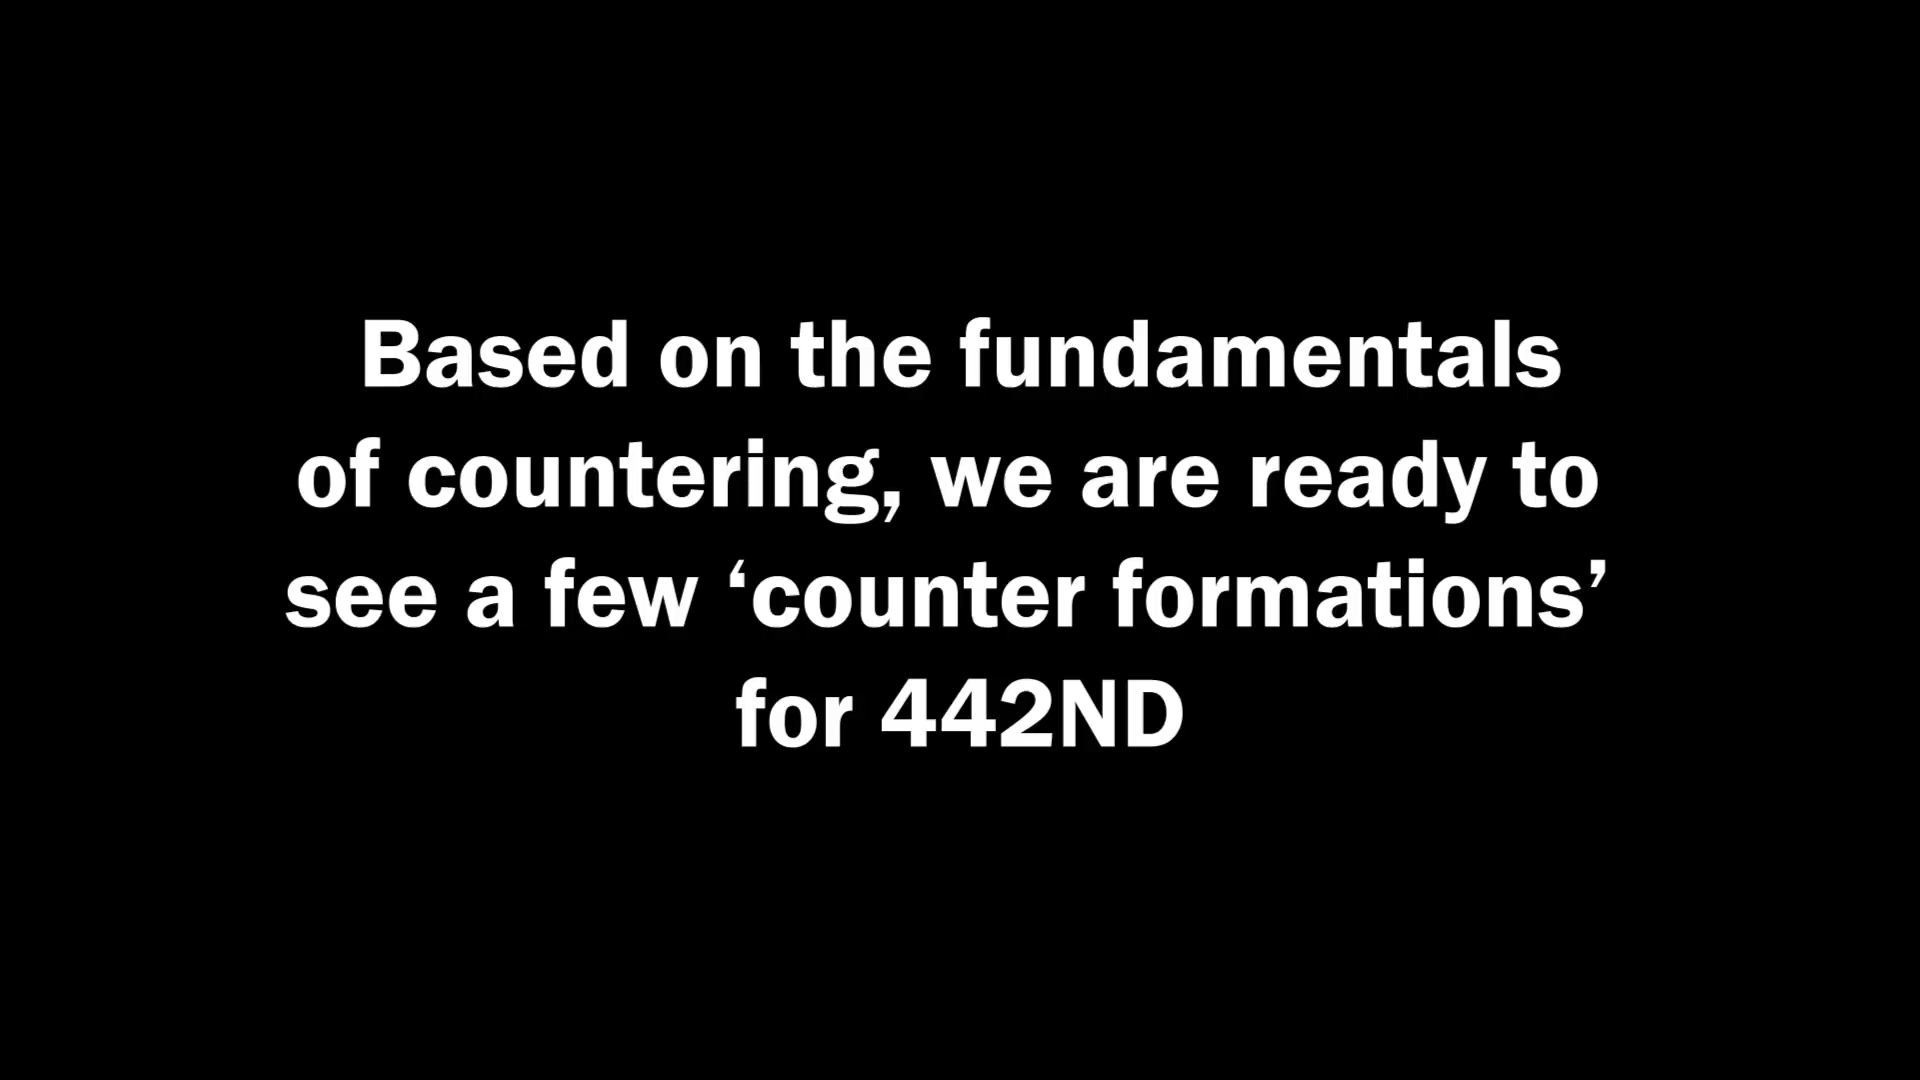 Based on the fundamentals
of countering, we are ready to
see a few ‘counter formations’
for 442ND